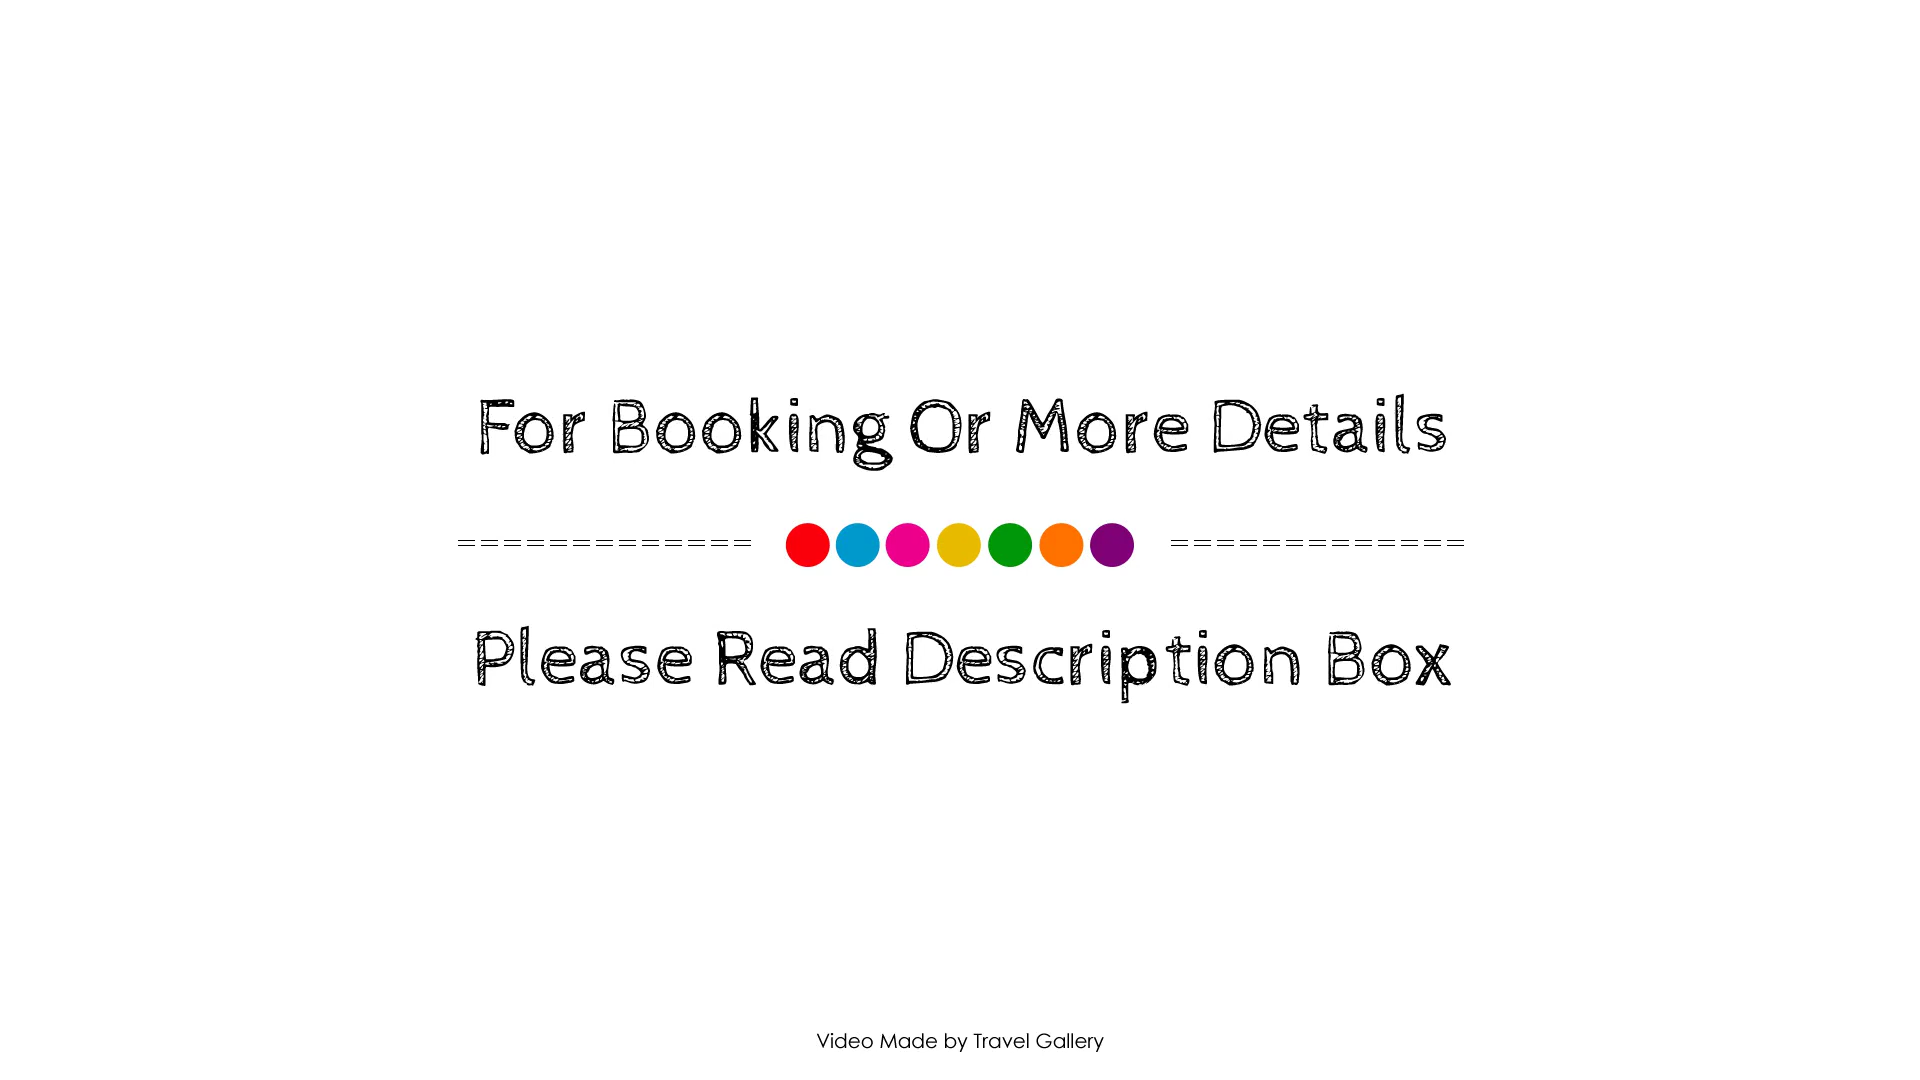 For Booking Or More Details
============= =============
Please Read Description Box
Video Made by Travel Gallery